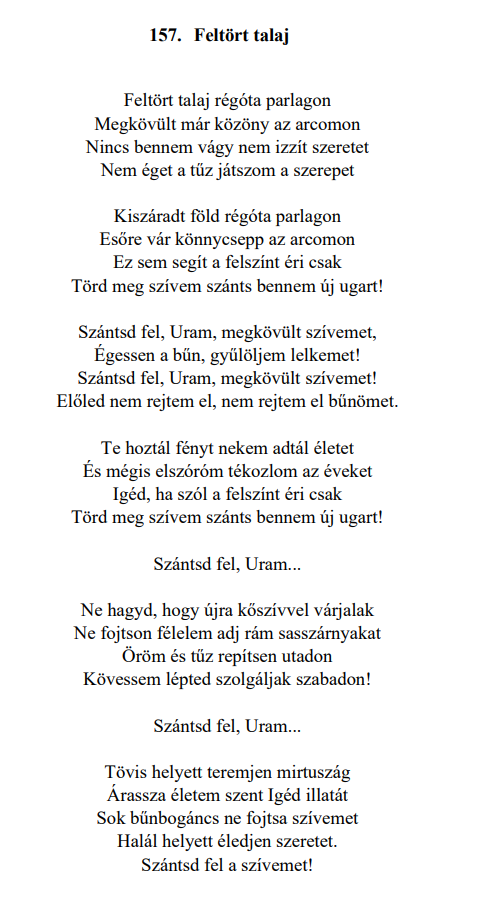 157. Feltört talaj
Feltört talaj régóta parlagon
Megkövült már közöny az arcomon
Nincs bennem vágy nem izzít szeretet
Nem éget a tűz játszom a szerepet
Kiszáradt föld régóta parlagon
Esőre vár könnycsepp az arcomon
Ez sem segít a felszínt éri csak
Törd meg szívem szánts bennem új ugart!
Szántsd fel, Uram, megkövült szívemet,
Égessen a bűn, gyűlöljem lelkemet!
Szántsd fel, Uram, megkövült szívemet!
Előled nem rejtem el, nem rejtem el bűnömet.
Te hoztál fényt nekem adtál életet
És mégis elszóróm tékozlom az éveket
Igéd, ha szól a felszínt éri csak
Törd meg szívem szánts bennem új ugart!
Szántsd fel, Uram...
Ne hagyd, hogy újra kőszívvel várjalak
Ne fojtson félelem adj rám sasszárnyakat
Öröm és tűz repítsen utadon
Kövessem lépted szolgáljak szabadon!
Szántsd fel, Uram...
Tövis helyett teremjen mirtuszág
Árassza életem szent Igéd illatát
Sok bűnbogáncs ne fojtsa szívemet
Halál helyett éledjen szeretet.
Szántsd fel a szívemet!